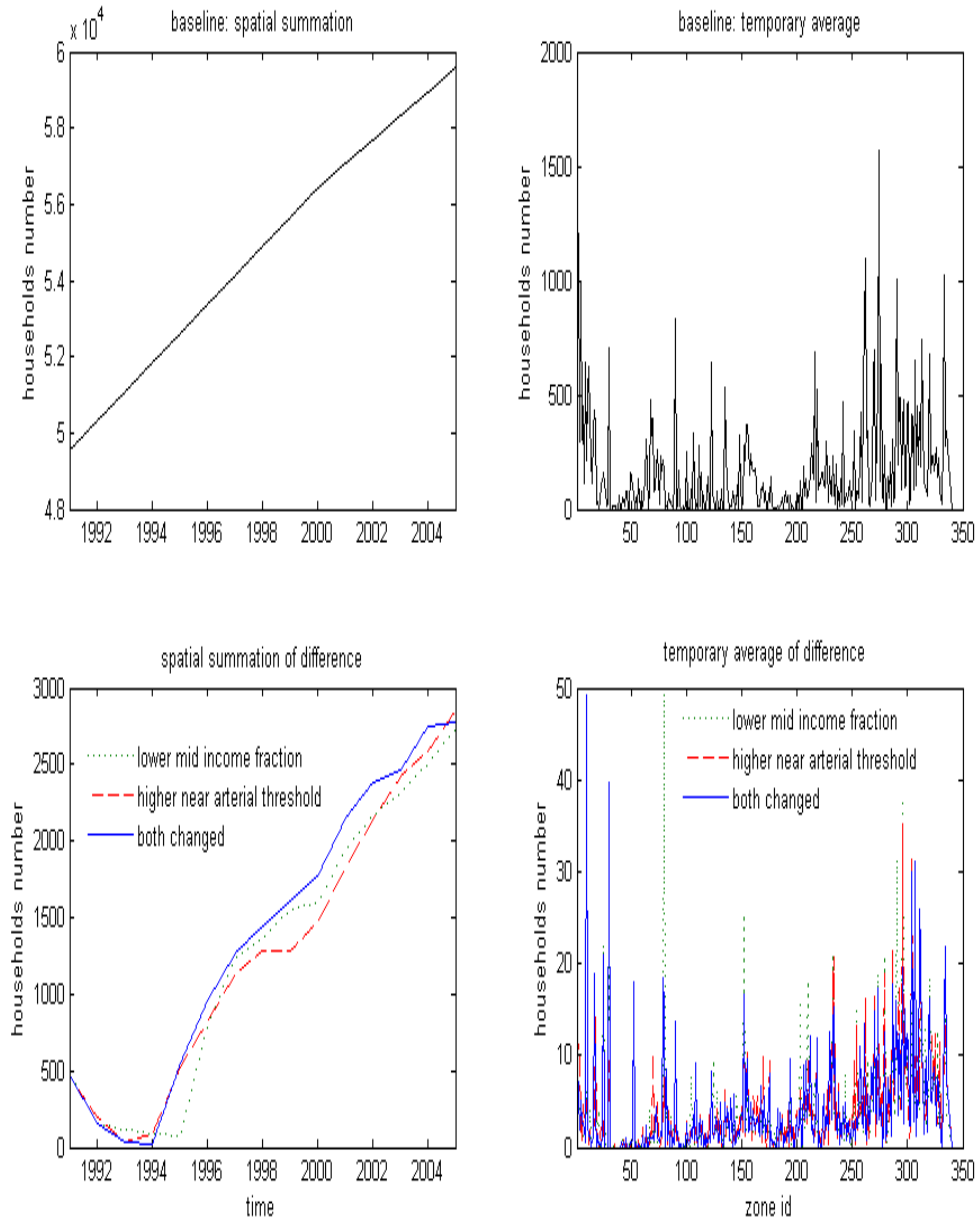 baseline: spatial summation
x 10^4
households number
6
5.8
5.6
5.4
5.2
5
4.8
1992 1994 1996 1998 2000 2002 2004
baseline: temporary average
households number
2000
1500
1000
500
0
50 100 150 200 250 300 350
spatial summation of difference
households number
3000
2500
2000
1500
1000
500
0
lower mid income fraction
higher near arterial threshold
both changed
1992 1994 1996 1998 2000 2002 2004
time
temporary average of difference
households number
50
40
30
20
10
0
lower mid income fraction
higher near arterial threshold
both changed
50 100 150 200 250 300 350
zone id